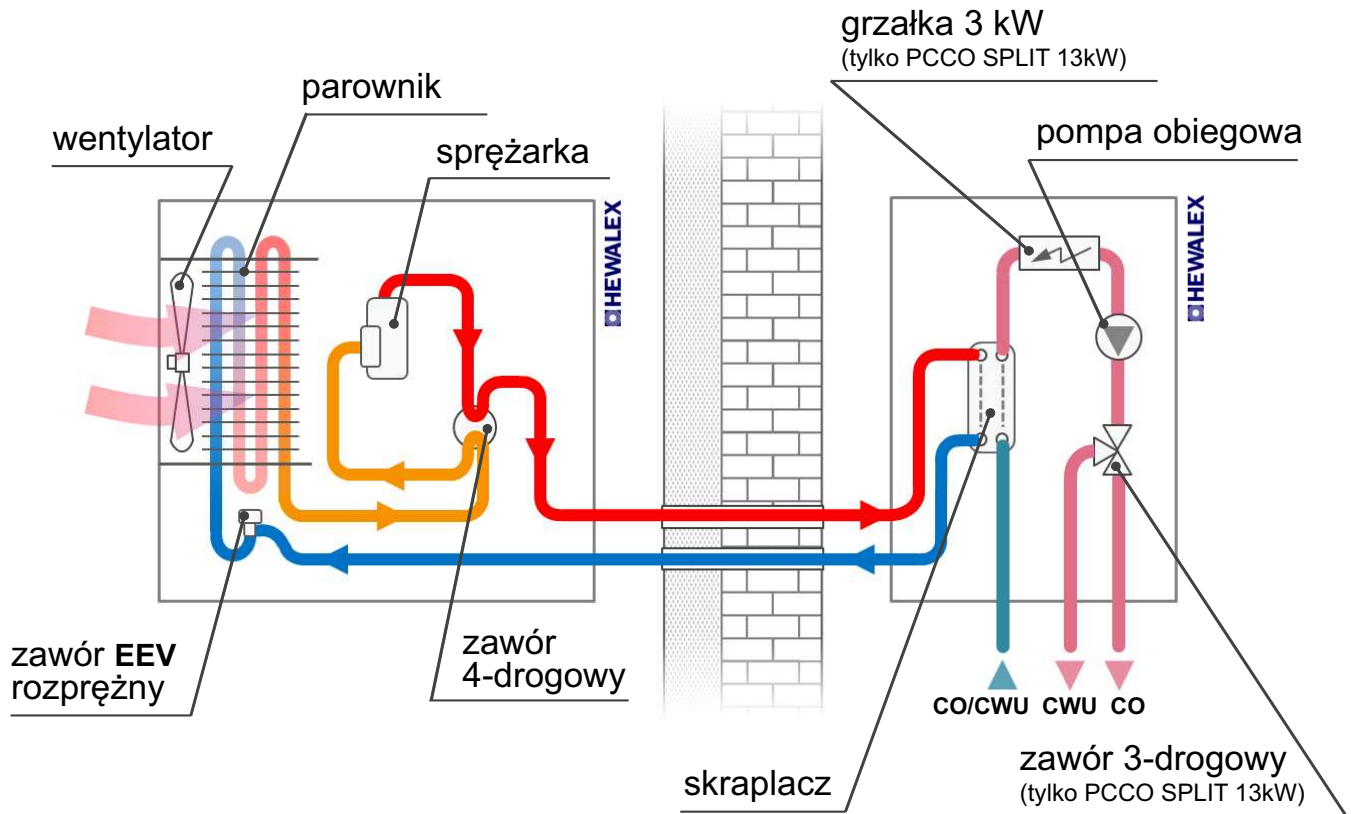 grzałka 3 kW
(tylko PCCO SPLIT 13kW)
parownik
pompa obiegowa
wentylator
sprężarka
HEWALEX
HEWALEX
zawór EEV
rozprężny
zawór
4-drogowy
CO/CWU CWU CO
skraplacz
zawór 3-drogowy
(tylko PCCO SPLIT 13kW)